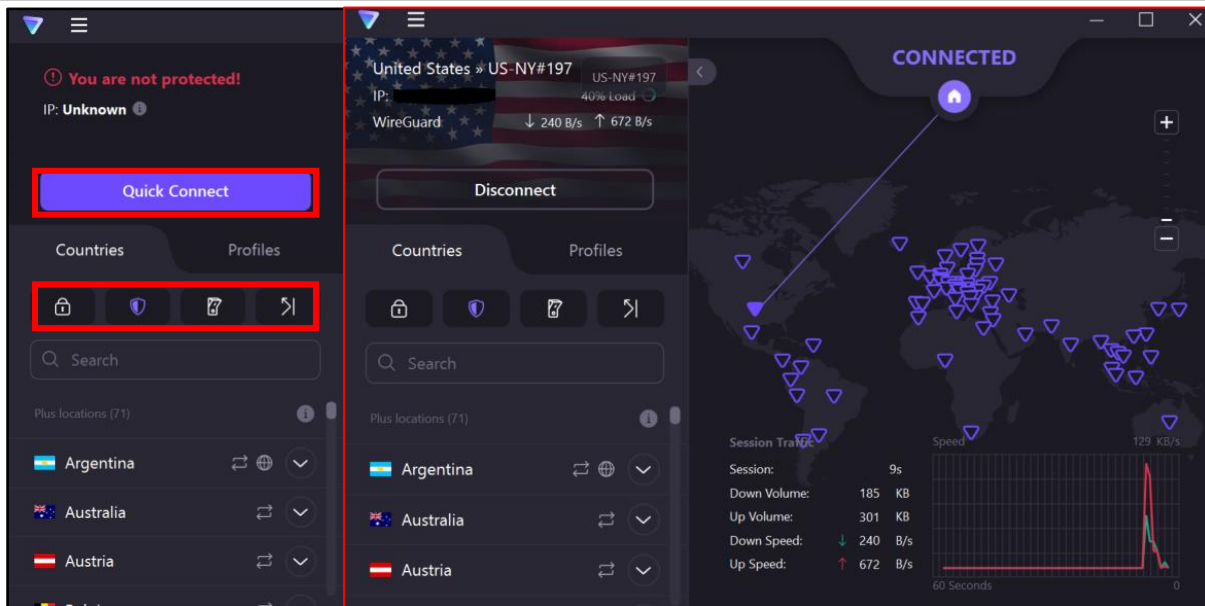 You are not protected!
IP: Unknown
Quick Connect
Countries Profiles
Search
Plus locations (71)
Argentina
Australia
Austria
United States » US-NY#197
US-NY#197
IP:
40% Load
WireGuard
↓ 240 B/s ↑ 672 B/s
Disconnect
Countries Profiles
Search
Plus locations (71)
Argentina
Australia
Austria
CONNECTED
Session Traffic
Session: 9s
Down Volume: 185 KB
Up Volume: 301 KB
Down Speed: ↓ 240 B/s
Up Speed: ↑ 672 B/s
Speed 129 KB/s
60 Seconds 0